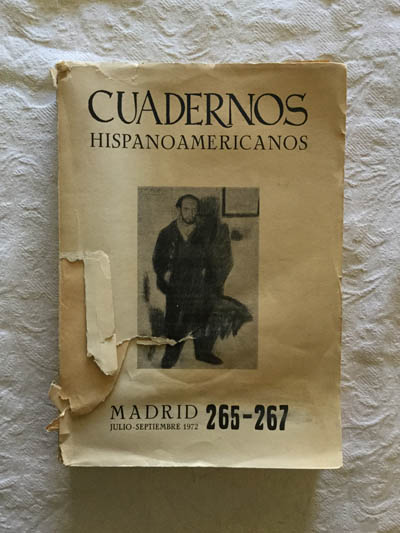 CUADERNOS
HISPANOAMERICANOS
MADRID 265-267
JULIO-SEPTIEMBRE 1972